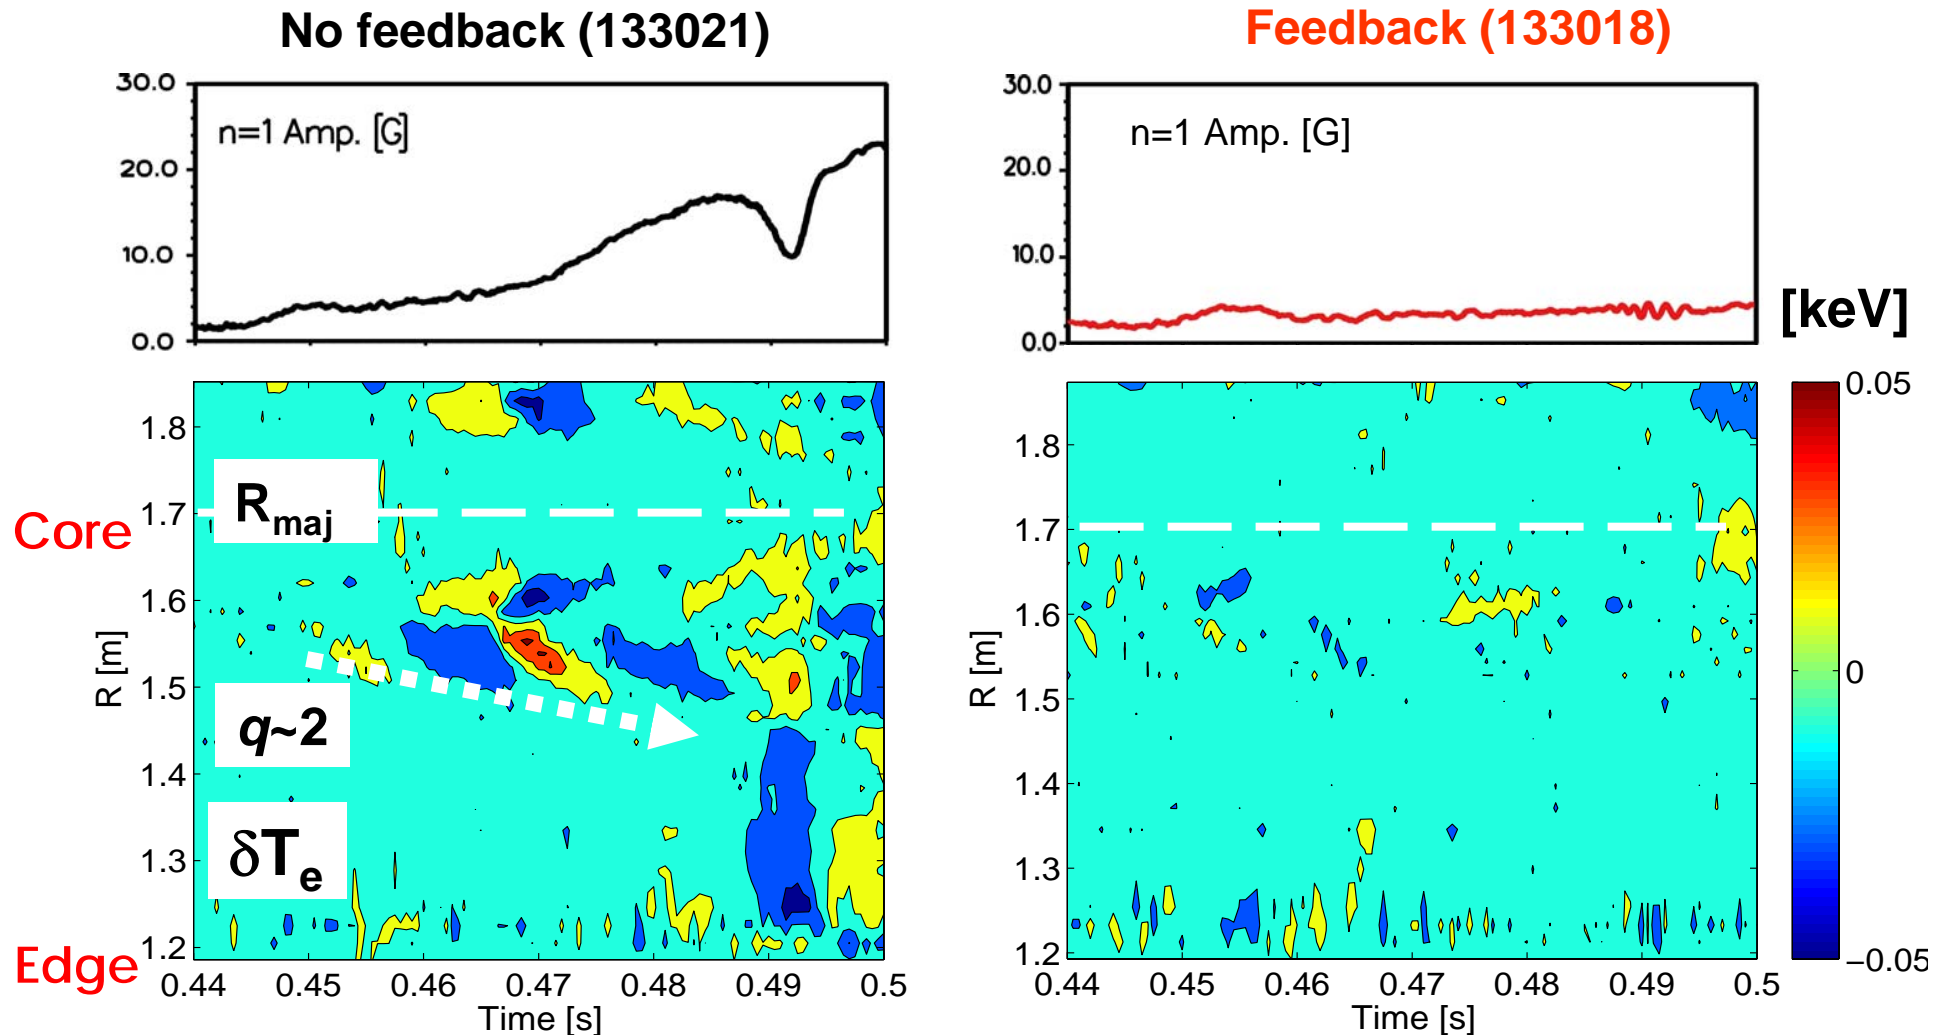 No feedback (133021)
Feedback (133018)
30.0
20.0
10.0
0.0
n=1 Amp. [G]
30.0
20.0
10.0
0.0
n=1 Amp. [G]
[keV]
0.05
0
−0.05
Core
Edge
R [m]
1.8
1.7
1.6
1.5
1.4
1.3
1.2
Rmaj
q~2
δTe
0.44 0.45 0.46 0.47 0.48 0.49 0.5
Time [s]
R [m]
1.8
1.7
1.6
1.5
1.4
1.3
1.2
0.44 0.45 0.46 0.47 0.48 0.49 0.5
Time [s]